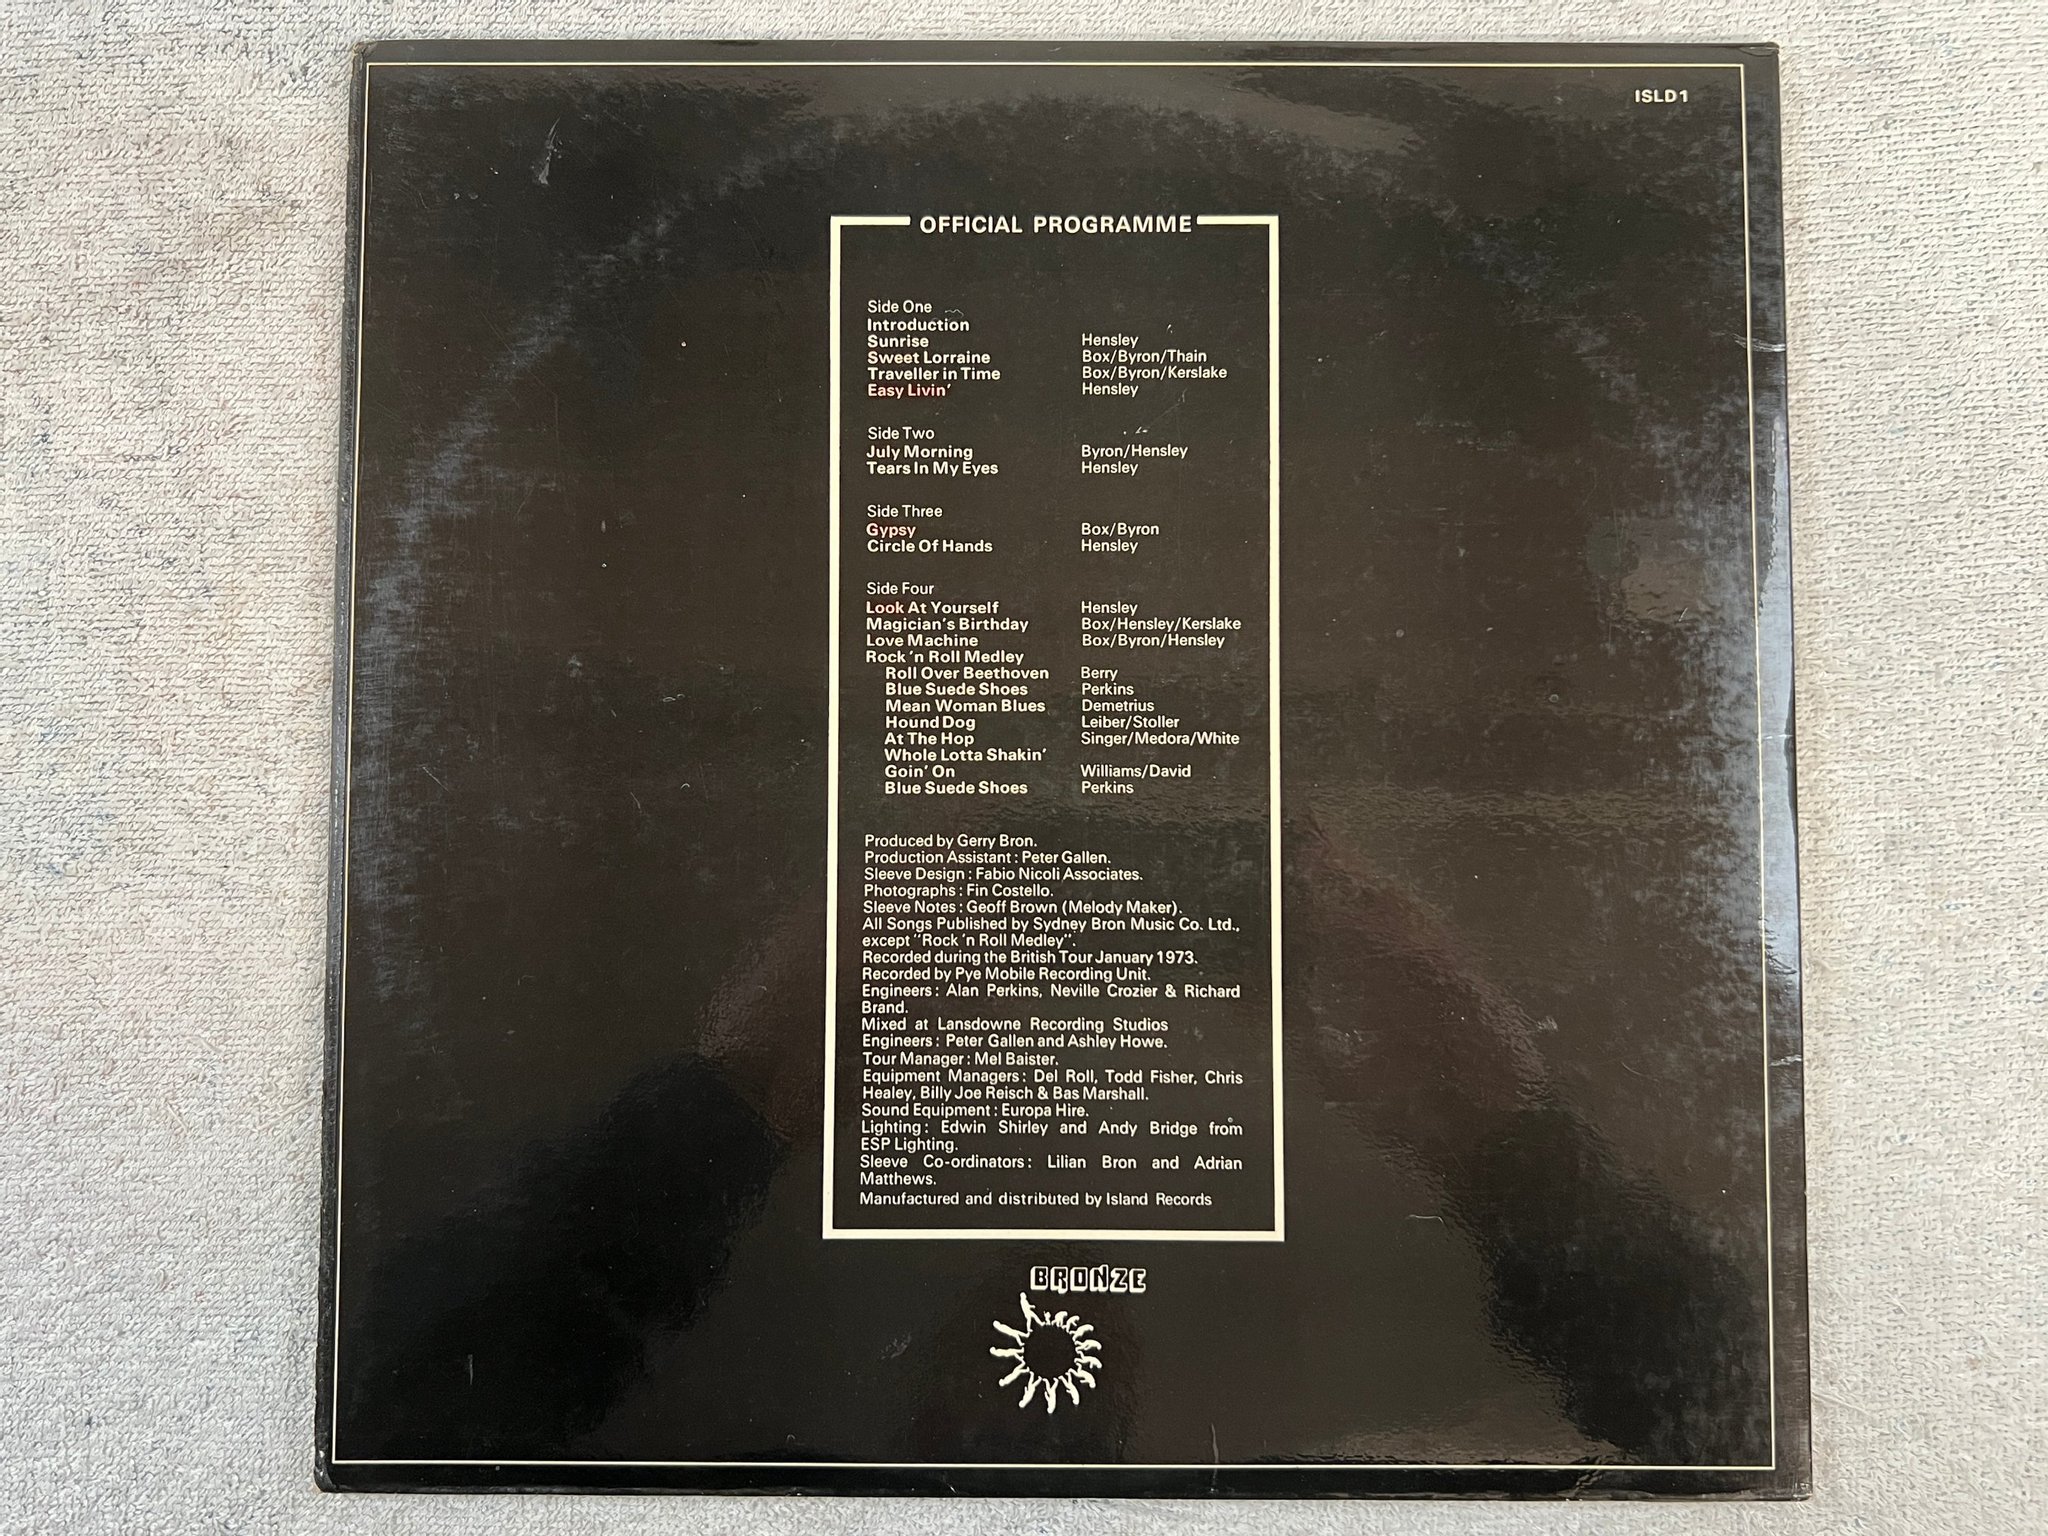 ISLD1
OFFICIAL PROGRAMME
Side One
Introduction
Sunrise Hensley
Sweet Lorraine Box/Byron/Thain
Traveller in Time Box/Byron/Kerslake
Easy Livin' Hensley
Side Two
July Morning Byron/Hensley
Tears In My Eyes Hensley
Side Three
Gypsy Box/Byron
Circle Of Hands Hensley
Side Four
Look At Yourself Hensley
Magician's Birthday Box/Hensley/Kerslake
Love Machine Box/Byron/Hensley
Rock 'n Roll Medley
Roll Over Beethoven Berry
Blue Suede Shoes Perkins
Mean Woman Blues Demetrius
Hound Dog Leiber/Stoller
At The Hop Singer/Medora/White
Whole Lotta Shakin'
Goin' On Williams/David
Blue Suede Shoes Perkins
Produced by Gerry Bron.
Production Assistant : Peter Gallen.
Sleeve Design : Fabio Nicoli Associates.
Photographs : Fin Costello.
Sleeve Notes : Geoff Brown (Melody Maker).
All Songs Published by Sydney Bron Music Co. Ltd.,
except "Rock 'n Roll Medley".
Recorded during the British Tour January 1973.
Recorded by Pye Mobile Recording Unit.
Engineers : Alan Perkins, Neville Crozier & Richard
Brand.
Mixed at Lansdowne Recording Studios
Engineers : Peter Gallen and Ashley Howe.
Tour Manager : Mel Baister.
Equipment Managers : Del Roll, Todd Fisher, Chris
Healey, Billy Joe Reisch & Bas Marshall.
Sound Equipment : Europa Hire.
Lighting : Edwin Shirley and Andy Bridge from
ESP Lighting.
Sleeve Co-ordinators : Lilian Bron and Adrian
Matthews.
Manufactured and distributed by Island Records
BRONZE